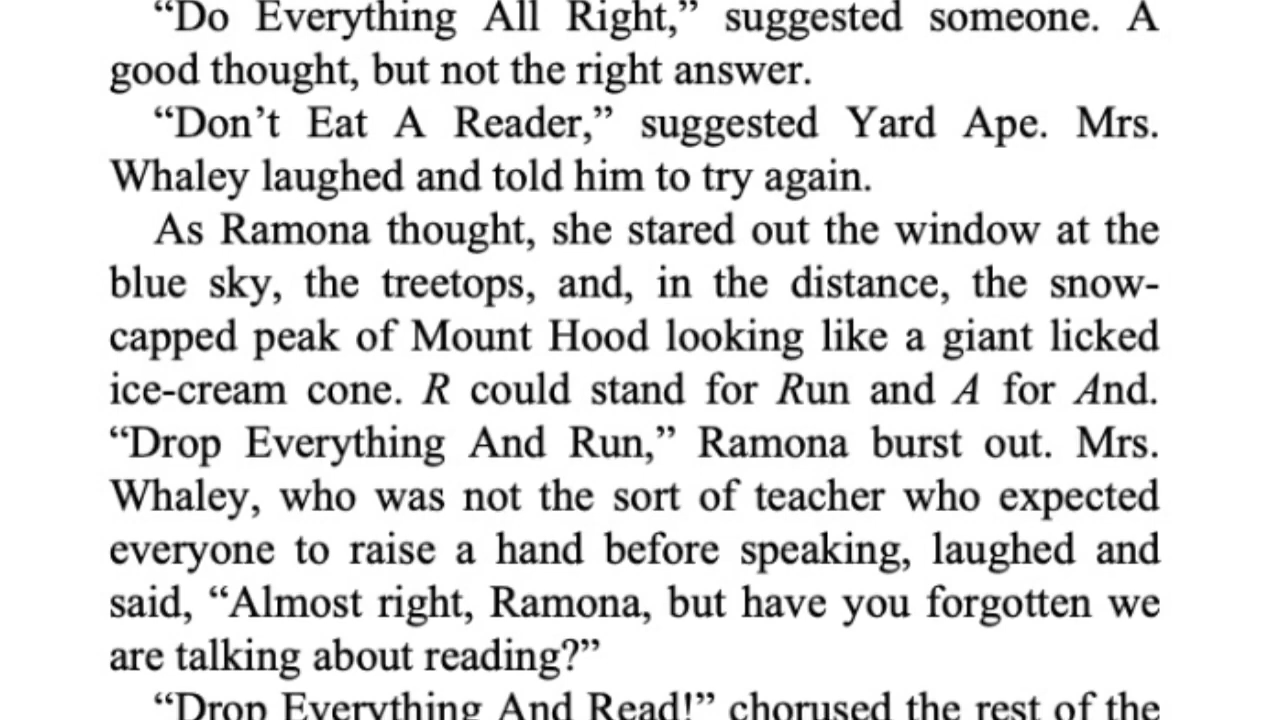 “Do Everything All Right,” suggested someone. A
good thought, but not the right answer.
“Don’t Eat A Reader,” suggested Yard Ape. Mrs.
Whaley laughed and told him to try again.
As Ramona thought, she stared out the window at the
blue sky, the treetops, and, in the distance, the snow-
capped peak of Mount Hood looking like a giant licked
ice-cream cone. R could stand for Run and A for And.
“Drop Everything And Run,” Ramona burst out. Mrs.
Whaley, who was not the sort of teacher who expected
everyone to raise a hand before speaking, laughed and
said, “Almost right, Ramona, but have you forgotten we
are talking about reading?”
“Drop Everything And Read!” chorused the rest of the